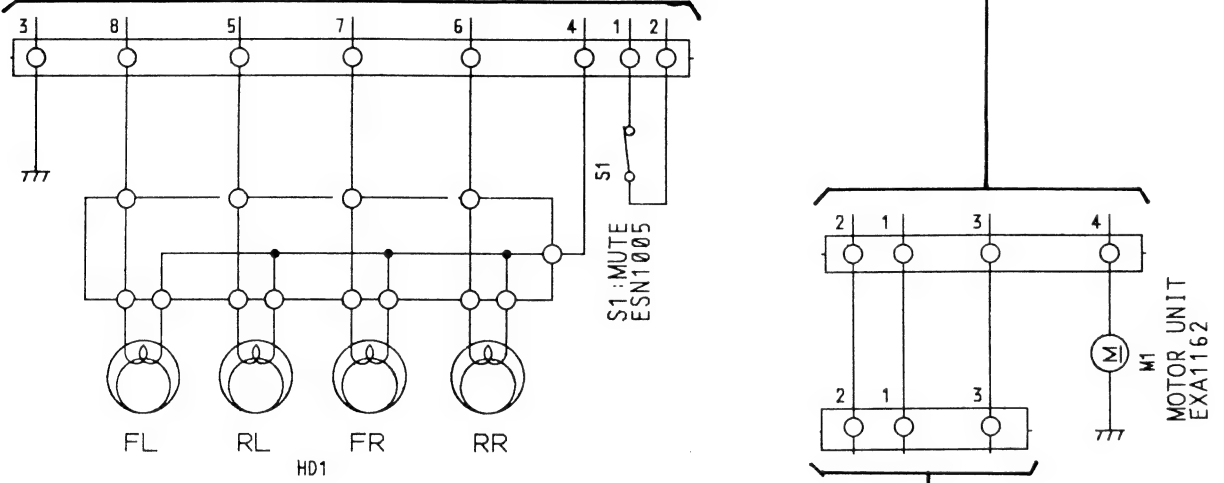 3 8 5 7 6 4 1 2
S1
S1:MUTE
ESN1005
FL RL FR RR
HD1
2 1 3 4
M
M1
MOTOR UNIT
EXA1162
2 1 3